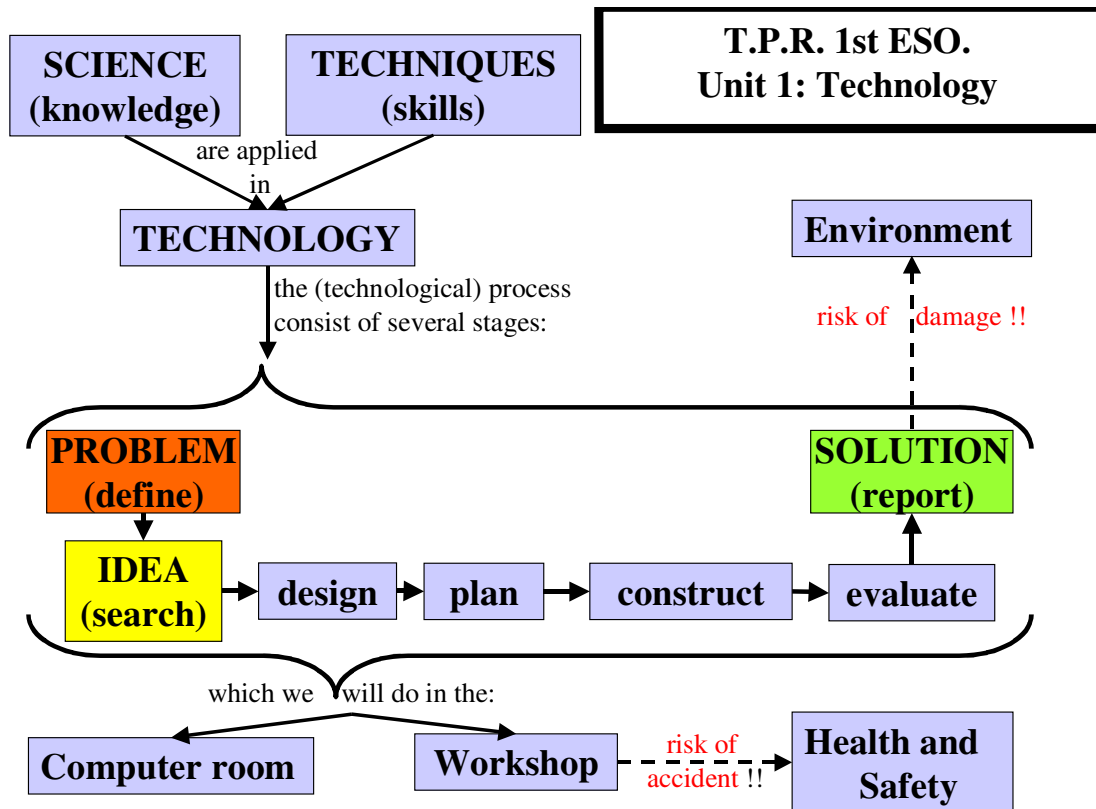 SCIENCE
(knowledge)
TECHNIQUES
(skills)
T.P.R. 1st ESO.
Unit 1: Technology
are applied
in
TECHNOLOGY
Environment
the (technological) process
consist of several stages:
risk of damage !!
PROBLEM
(define)
SOLUTION
(report)
IDEA
(search)
design
plan
construct
evaluate
which we will do in the:
Computer room
Workshop
risk of
accident !!
Health and
Safety